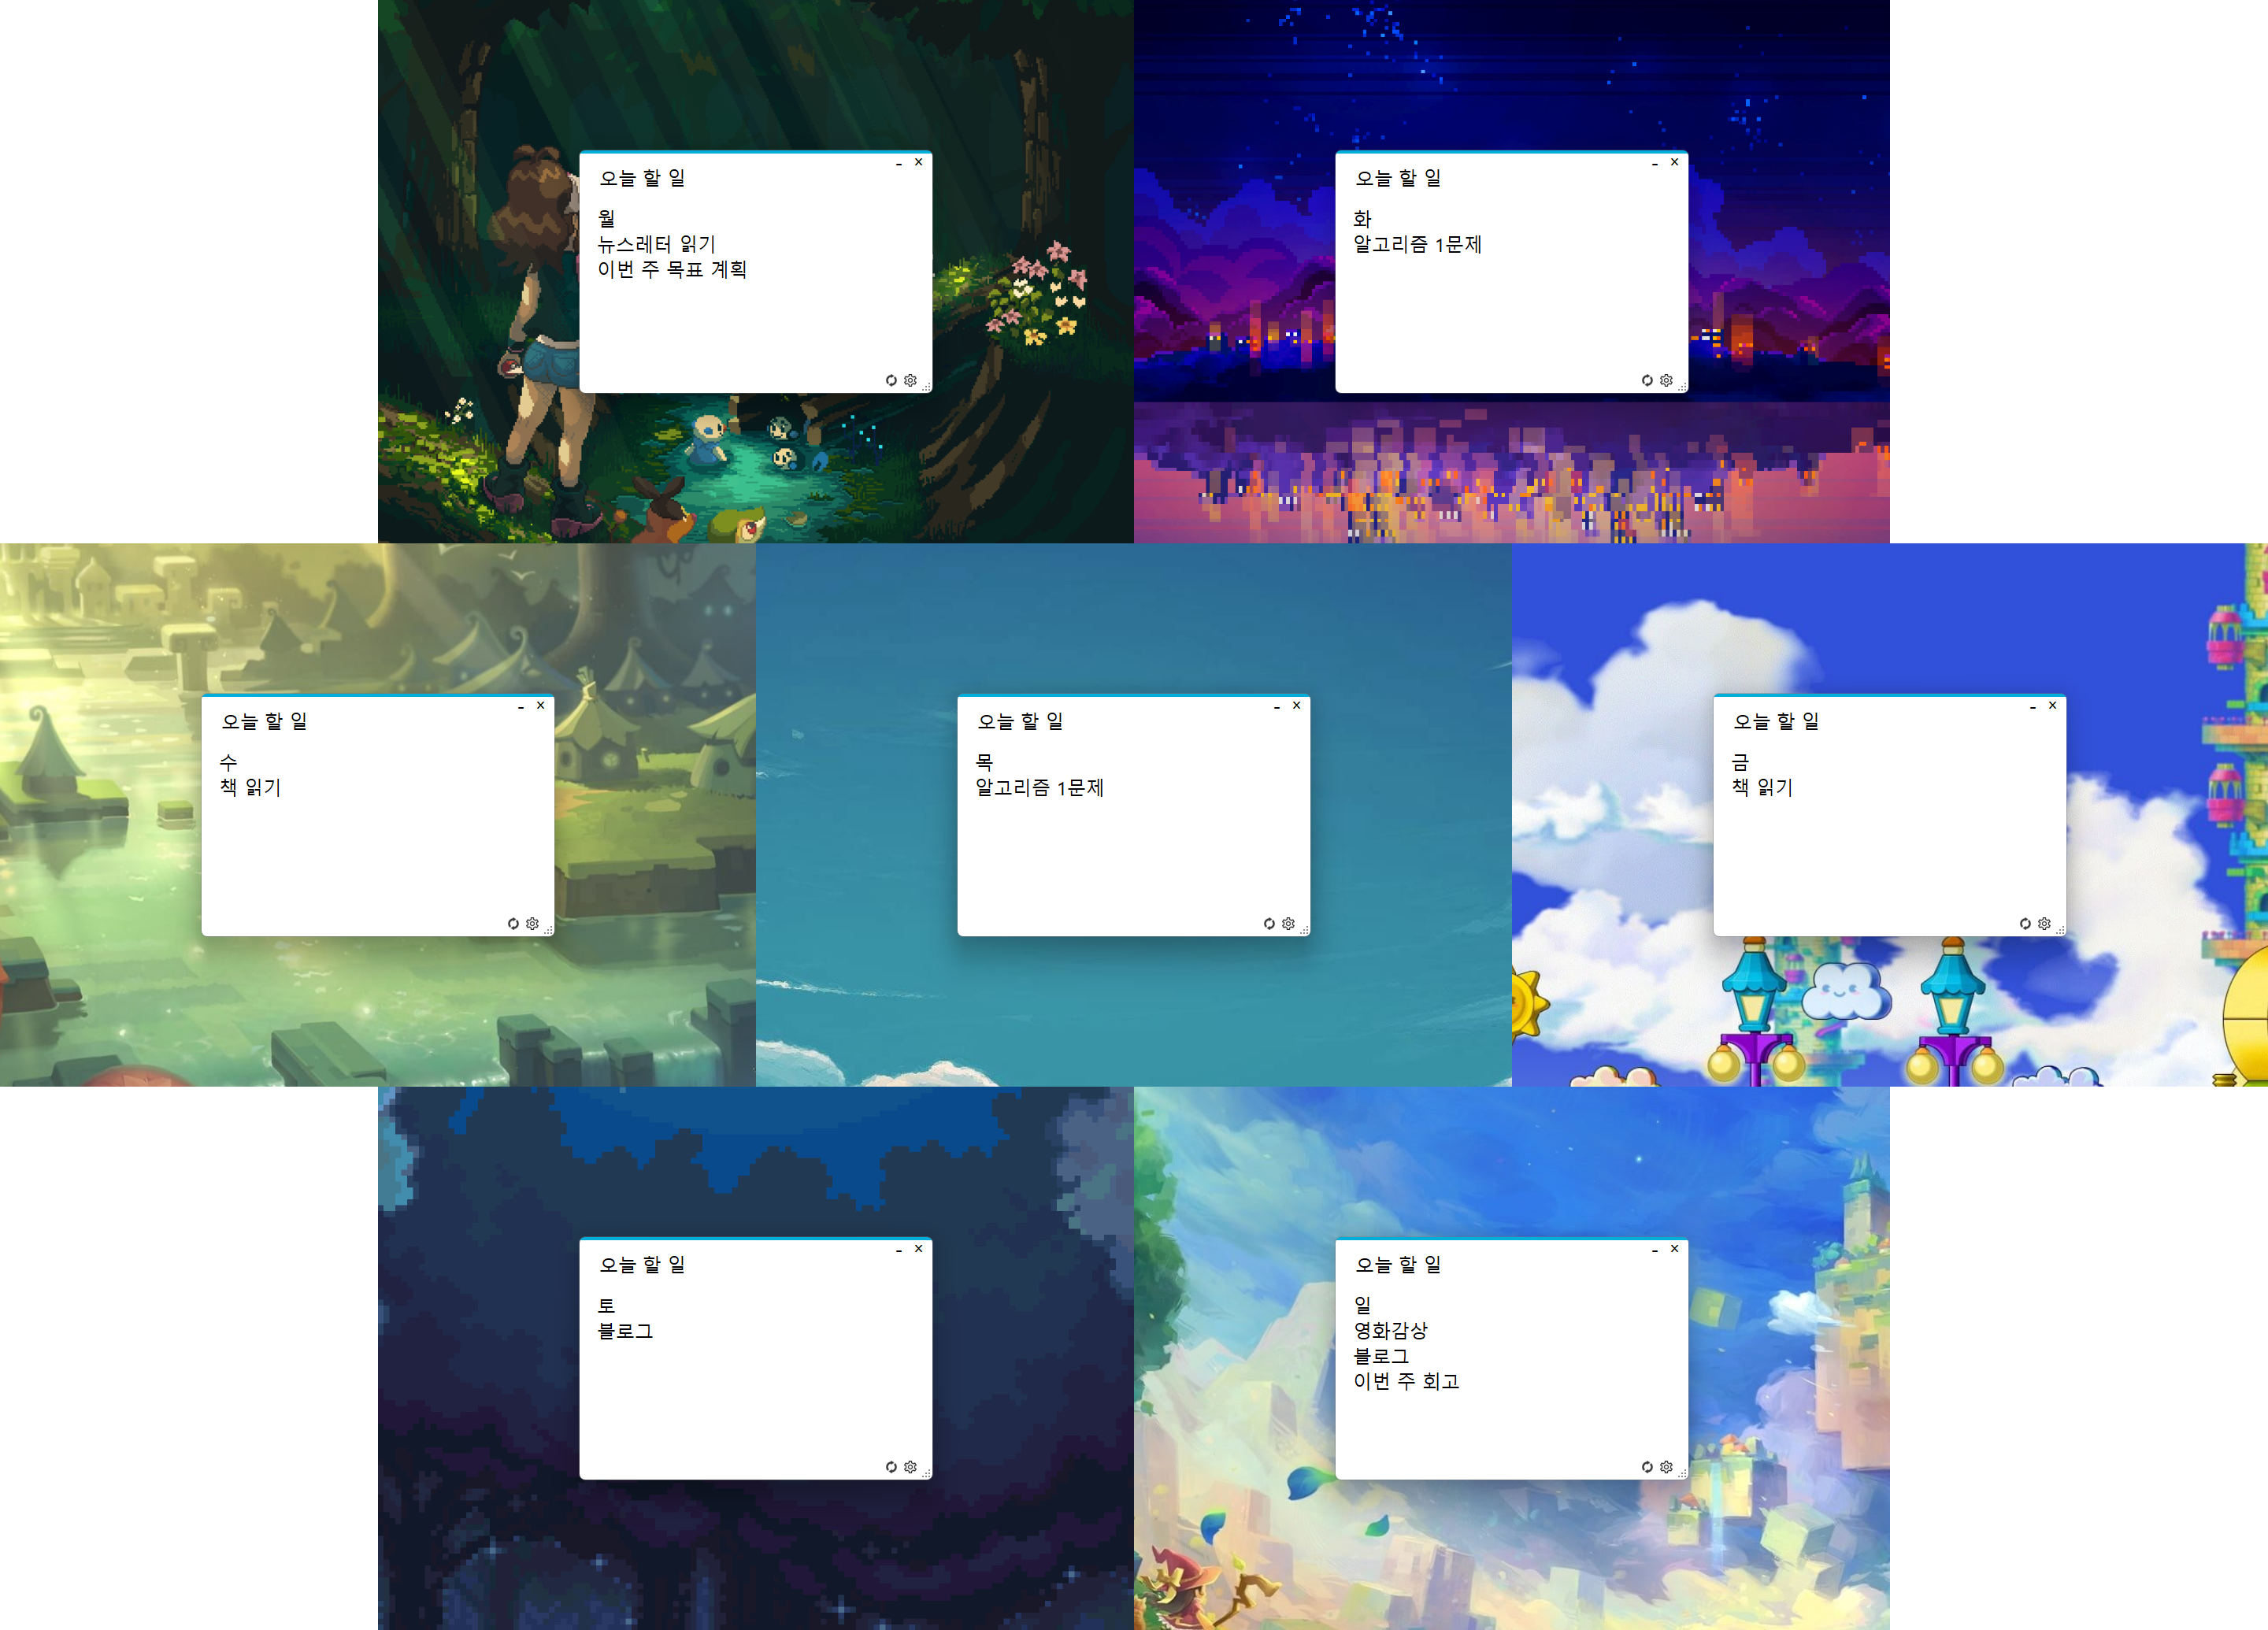 오늘 할 일
월
뉴스레터 읽기
이번 주 목표 계획
오늘 할 일
화
알고리즘 1문제
오늘 할 일
수
책 읽기
오늘 할 일
목
알고리즘 1문제
오늘 할 일
금
책 읽기
오늘 할 일
토
블로그
오늘 할 일
일
영화감상
블로그
이번 주 회고